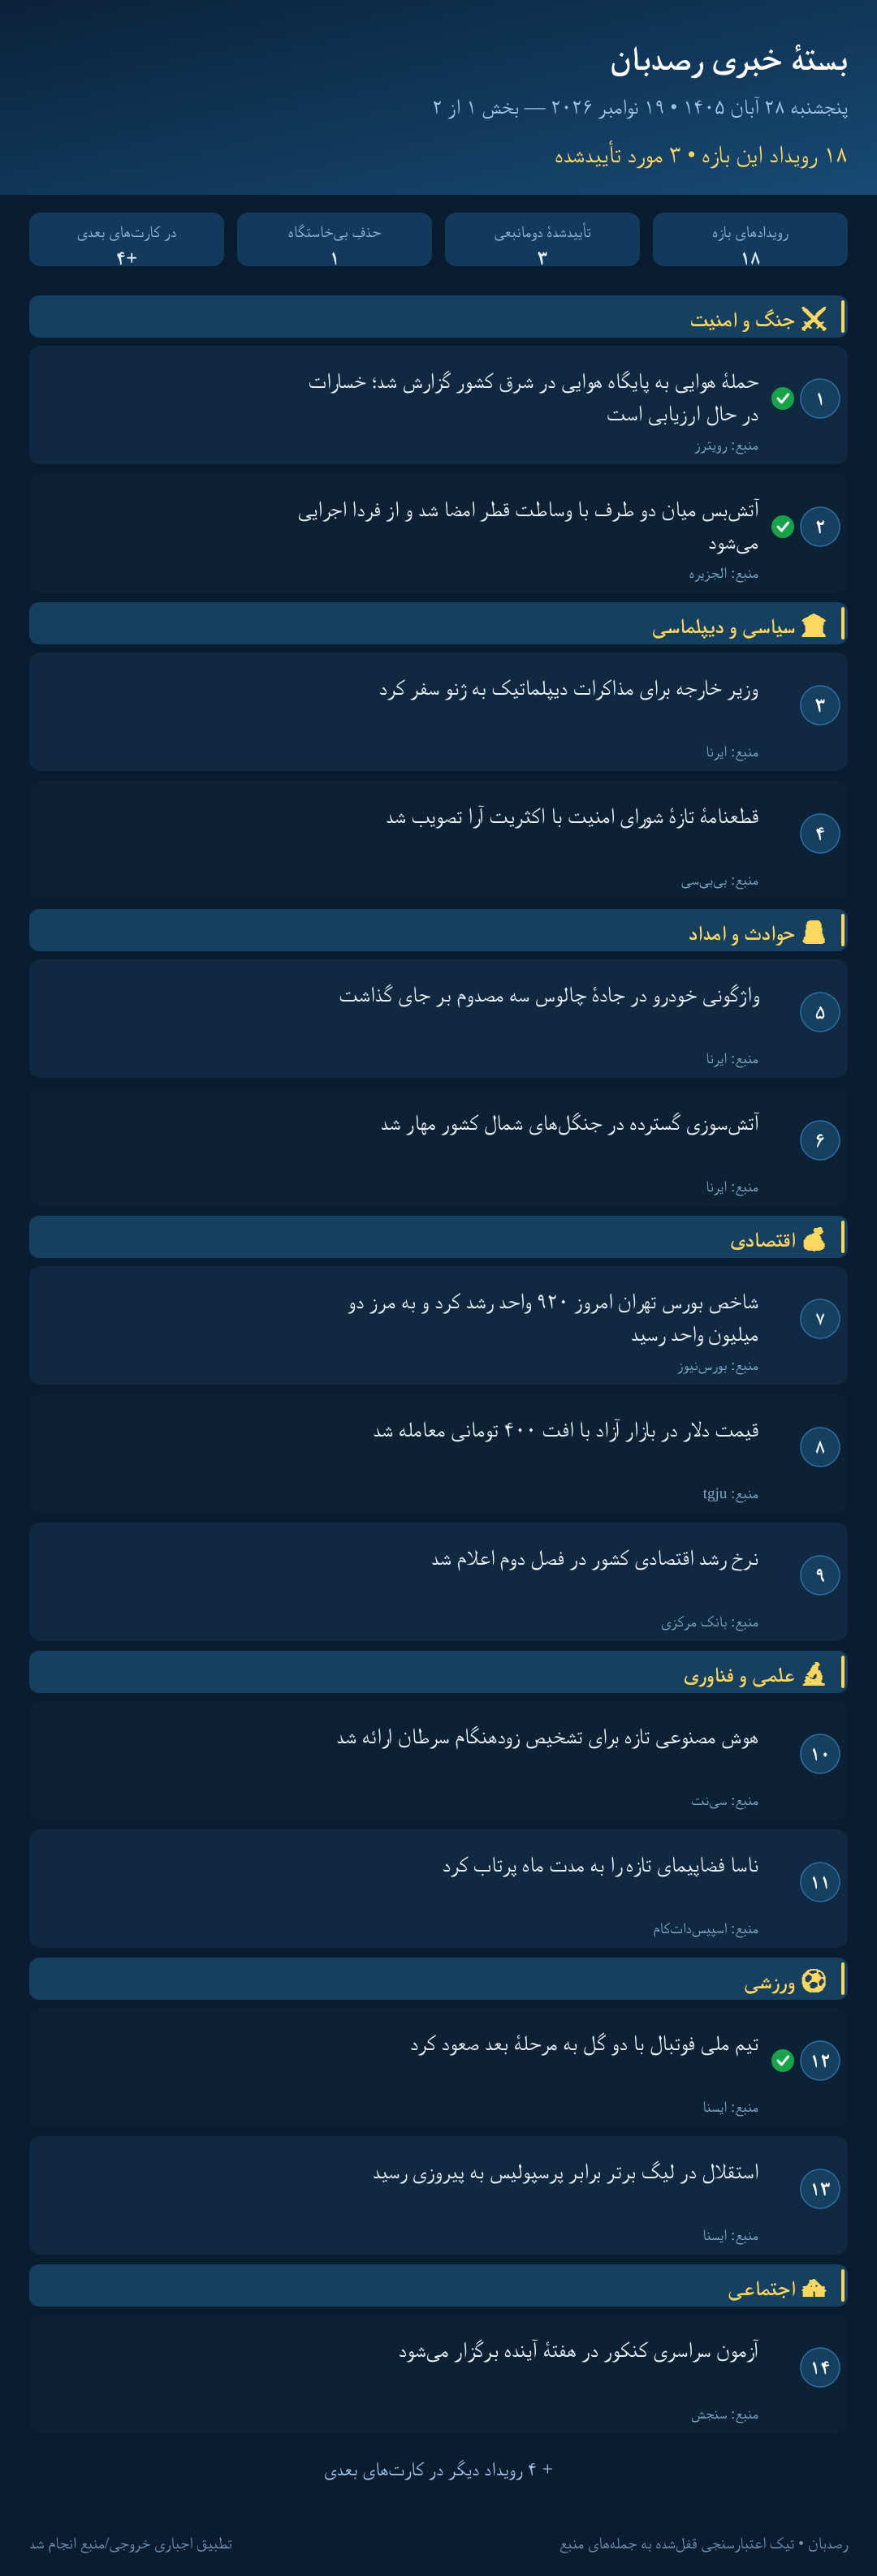 بستهٔ خبری رصدبان
پنجشنبه ۲۸ آبان ۱۴۰۵ • ۱۹ نوامبر ۲۰۲۶ — بخش ۱ از ۲
۱۸ رویداد این بازه • ۳ مورد تأییدشده
رویدادهای بازه
۱۸
تأییدشدهٔ دومانبعی
۳
حذفِ بی‌خاستگاه
۱
در کارت‌های بعدی
+۴
جنگ و امنیت
۱
حملهٔ هوایی به پایگاه هوایی در شرق کشور گزارش شد؛ خسارات
در حال ارزیابی است
منبع: رویترز
۲
آتش‌بس میان دو طرف با وساطت قطر امضا شد و از فردا اجرایی
می‌شود
منبع: الجزیره
سیاسی و دیپلماسی
۳
وزیر خارجه برای مذاکرات دیپلماتیک به ژنو سفر کرد
منبع: ایرنا
۴
قطعنامهٔ تازهٔ شورای امنیت با اکثریت آرا تصویب شد
منبع: بی‌بی‌سی
حوادث و امداد
۵
واژگونی خودرو در جادهٔ چالوس سه مصدوم بر جای گذاشت
منبع: ایرنا
۶
آتش‌سوزی گسترده در جنگل‌های شمال کشور مهار شد
منبع: ایرنا
اقتصادی
۷
شاخص بورس تهران امروز ۹۲۰ واحد رشد کرد و به مرز دو
میلیون واحد رسید
منبع: بورس‌نیوز
۸
قیمت دلار در بازار آزاد با افت ۴۰۰ تومانی معامله شد
منبع: tgju
۹
نرخ رشد اقتصادی کشور در فصل دوم اعلام شد
منبع: بانک مرکزی
علمی و فناوری
۱۰
هوش مصنوعی تازه برای تشخیص زودهنگام سرطان ارائه شد
منبع: سی‌نت
۱۱
ناسا فضاپیمای تازه را به مدت ماه پرتاب کرد
منبع: اسپیس‌دات‌کام
ورزشی
۱۲
تیم ملی فوتبال با دو گل به مرحلهٔ بعد صعود کرد
منبع: ایسنا
۱۳
استقلال در لیگ برتر برابر پرسپولیس به پیروزی رسید
منبع: ایسنا
اجتماعی
۱۴
آزمون سراسری کنکور در هفتهٔ آینده برگزار می‌شود
منبع: سنجش
+ ۴ رویداد دیگر در کارت‌های بعدی
رصدبان • تیک اعتبارسنجی قفل‌شده به جمله‌های منبع
تطبیق اجباری خروجی/منبع انجام شد